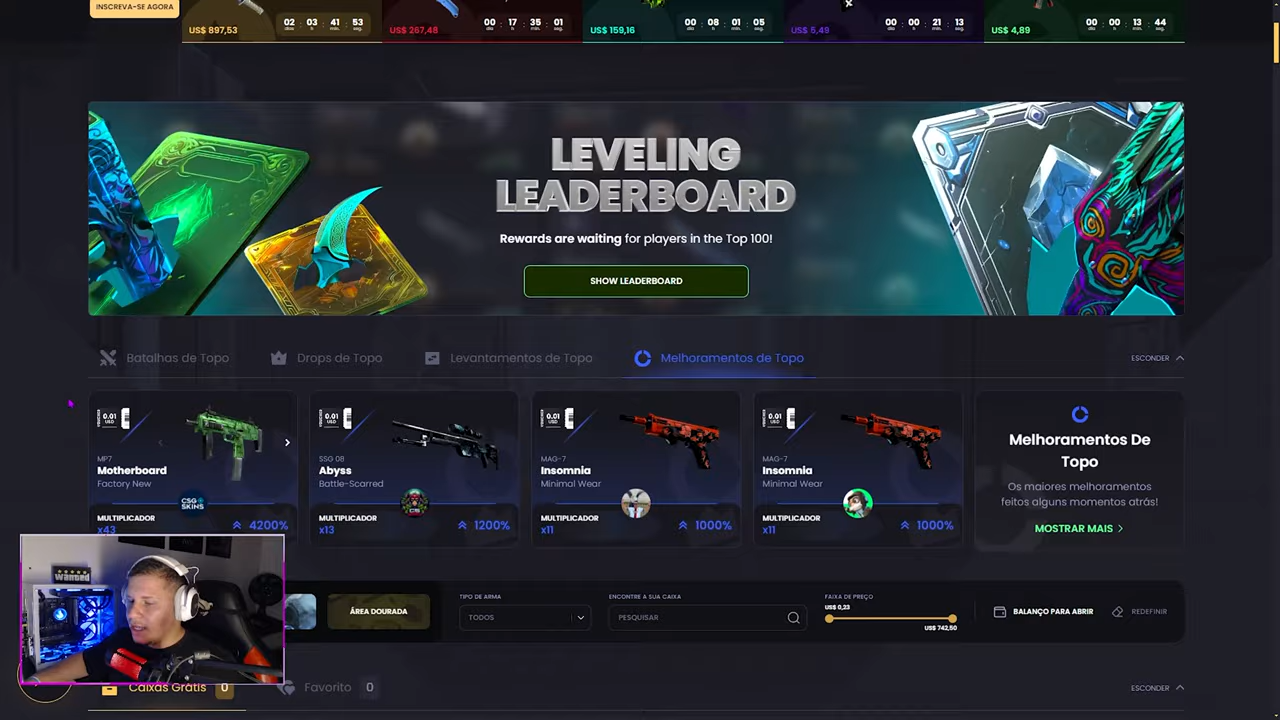 INSCREVA-SE AGORA
US$ 897,53
02 03 41 53
US$ 267,48
00 17 35 01
US$ 159,16
00 08 01 05
US$ 5,49
00 00 21 13
US$ 4,89
00 00 13 44
LEVELING
LEADERBOARD
Rewards are waiting for players in the Top 100!
SHOW LEADERBOARD
Batalhas de Topo
Drops de Topo
Levantamentos de Topo
Melhoramentos de Topo
ESCONDER
0.01
USD
MP7
Motherboard
Factory New
CSG
SKINS
MULTIPLICADOR
x43
4200%
0.01
USD
SSG 08
Abyss
Battle-Scarred
MULTIPLICADOR
x13
1200%
0.01
USD
MAG-7
Insomnia
Minimal Wear
MULTIPLICADOR
x11
1000%
0.01
USD
MAG-7
Insomnia
Minimal Wear
MULTIPLICADOR
x11
1000%
Melhoramentos De
Topo
Os maiores melhoramentos
feitos alguns momentos atrás!
MOSTRAR MAIS
Wanted
ÁREA DOURADA
TIPO DE ARMA
TODOS
ENCONTRE A SUA CAIXA
PESQUISAR
FAIXA DE PREÇO
US$ 0,23
US$ 742,50
BALANÇO PARA ABRIR
REDEFINIR
Caixas Grátis 0
Favorito 0
ESCONDER